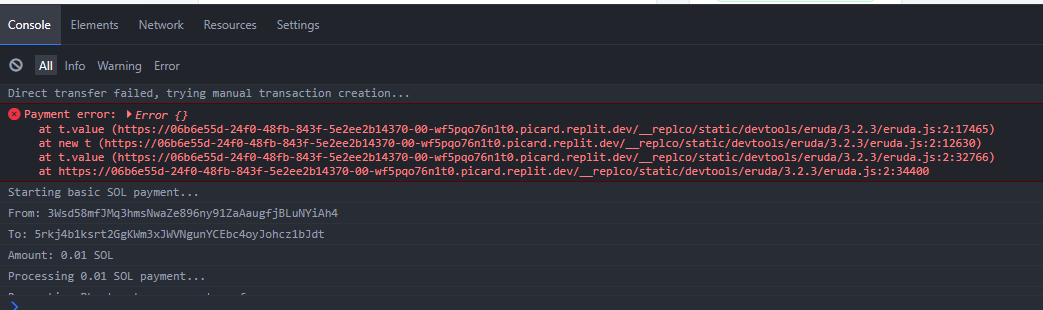 Console Elements Network Resources Settings
All Info Warning Error
Direct transfer failed, trying manual transaction creation...
Payment error: ▶Error {}
at t.value (https://06b6e55d-24f0-48fb-843f-5e2ee2b14370-00-wf5pqo76n1t0.picard.replit.dev/__replco/static/devtools/eruda/3.2.3/eruda.js:2:17465)
at new t (https://06b6e55d-24f0-48fb-843f-5e2ee2b14370-00-wf5pqo76n1t0.picard.replit.dev/__replco/static/devtools/eruda/3.2.3/eruda.js:2:12630)
at t.value (https://06b6e55d-24f0-48fb-843f-5e2ee2b14370-00-wf5pqo76n1t0.picard.replit.dev/__replco/static/devtools/eruda/3.2.3/eruda.js:2:32766)
at https://06b6e55d-24f0-48fb-843f-5e2ee2b14370-00-wf5pqo76n1t0.picard.replit.dev/__replco/static/devtools/eruda/3.2.3/eruda.js:2:34400
Starting basic SOL payment...
From: 3Wsd58mfJMq3hmsNwaZe896ny91ZaAaugfjBLuNYiAh4
To: 5rkj4b1ksrt2GgKWm3xJWVNgunYCEbc4oyJohcz1bJdt
Amount: 0.01 SOL
Processing 0.01 SOL payment...